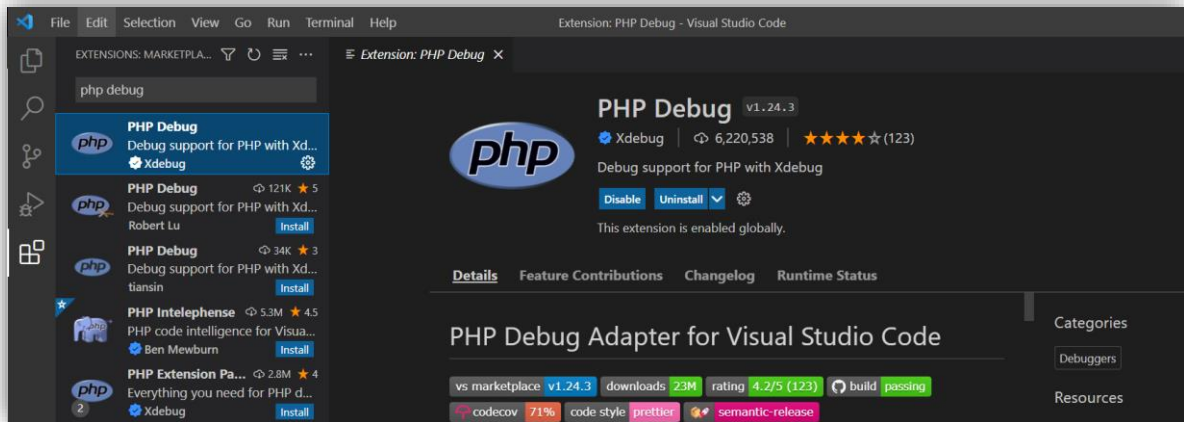 File Edit Selection View Go Run Terminal Help
Extension: PHP Debug - Visual Studio Code
EXTENSIONS: MARKETPLA...
php debug
PHP Debug
Debug support for PHP with Xd...
Xdebug
php
PHP Debug 121K ★ 5
Debug support for PHP with Xd...
Robert Lu Install
php
PHP Debug 34K ★ 3
Debug support for PHP with Xd...
tiansin Install
php
PHP Intelephense 5.3M ★ 4.5
PHP code intelligence for Visua...
Ben Mewburn Install
php
PHP Extension Pa... 2.8M ★ 4
Everything you need for PHP d...
Xdebug Install
php
2
Extension: PHP Debug
php
PHP Debug v1.24.3
Xdebug 6,220,538 ★★★★☆ (123)
Debug support for PHP with Xdebug
Disable Uninstall
This extension is enabled globally.
Details Feature Contributions Changelog Runtime Status
PHP Debug Adapter for Visual Studio Code
vs marketplace v1.24.3 downloads 23M rating 4.2/5 (123) build passing
codecov 71% code style prettier semantic-release
Categories
Debuggers
Resources